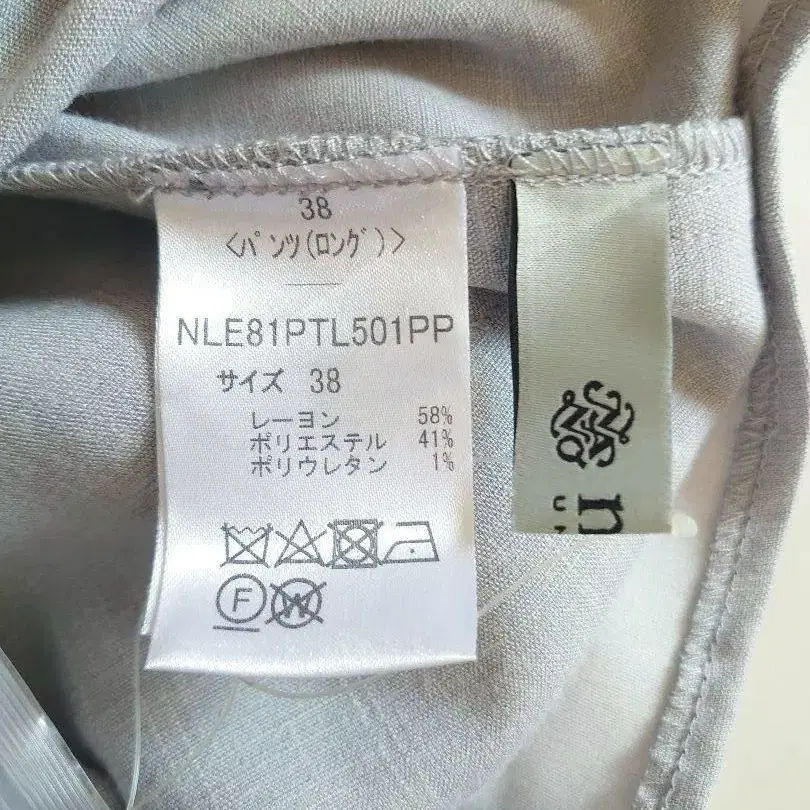 38
〈パンツ(ロング)〉
NLE81PTL501PP
サイズ 38
レーヨン 58%
ポリエステル 41%
ポリウレタン 1%
F
W
n